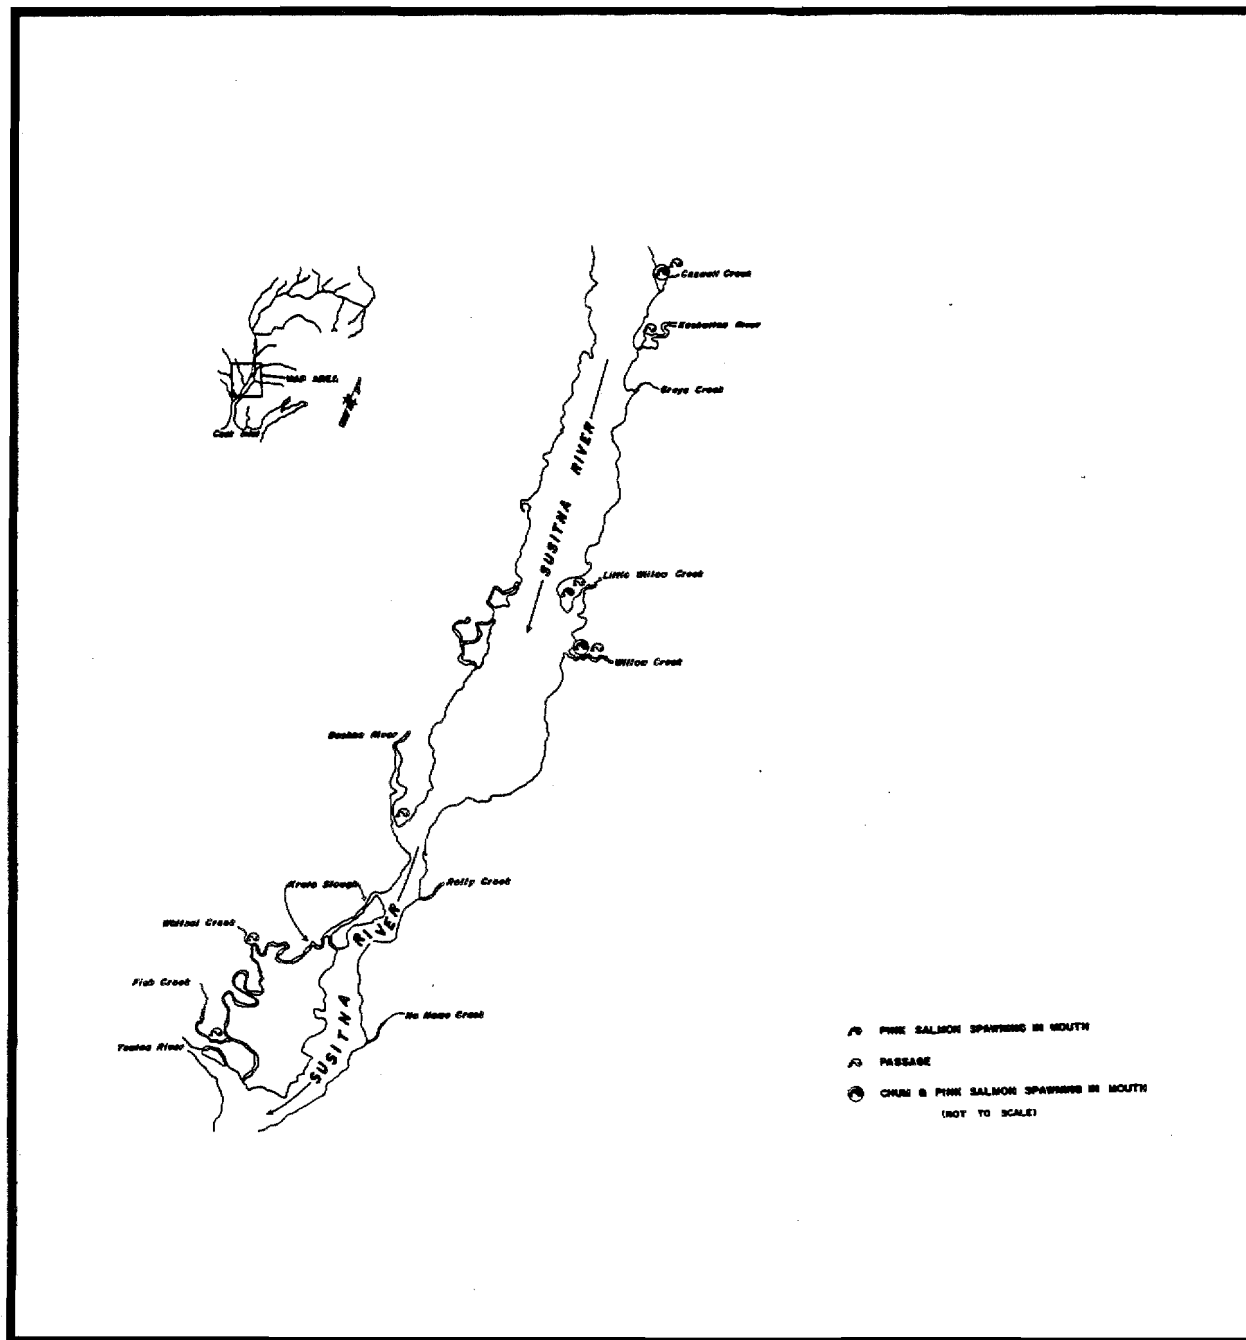 Caswell Creek
Kashwitna River
Grays Creek
MAP AREA
Cook Inlet
SUSITNA RIVER
Little Willow Creek
Willow Creek
Deshka River
Kroto Slough
Rolly Creek
RIVER
Whitsol Creek
Fish Creek
No Name Creek
Yentna River
SUSITNA
PINK SALMON SPAWNING IN MOUTH
PASSAGE
CHUM & PINK SALMON SPAWNING IN MOUTH
(NOT TO SCALE)